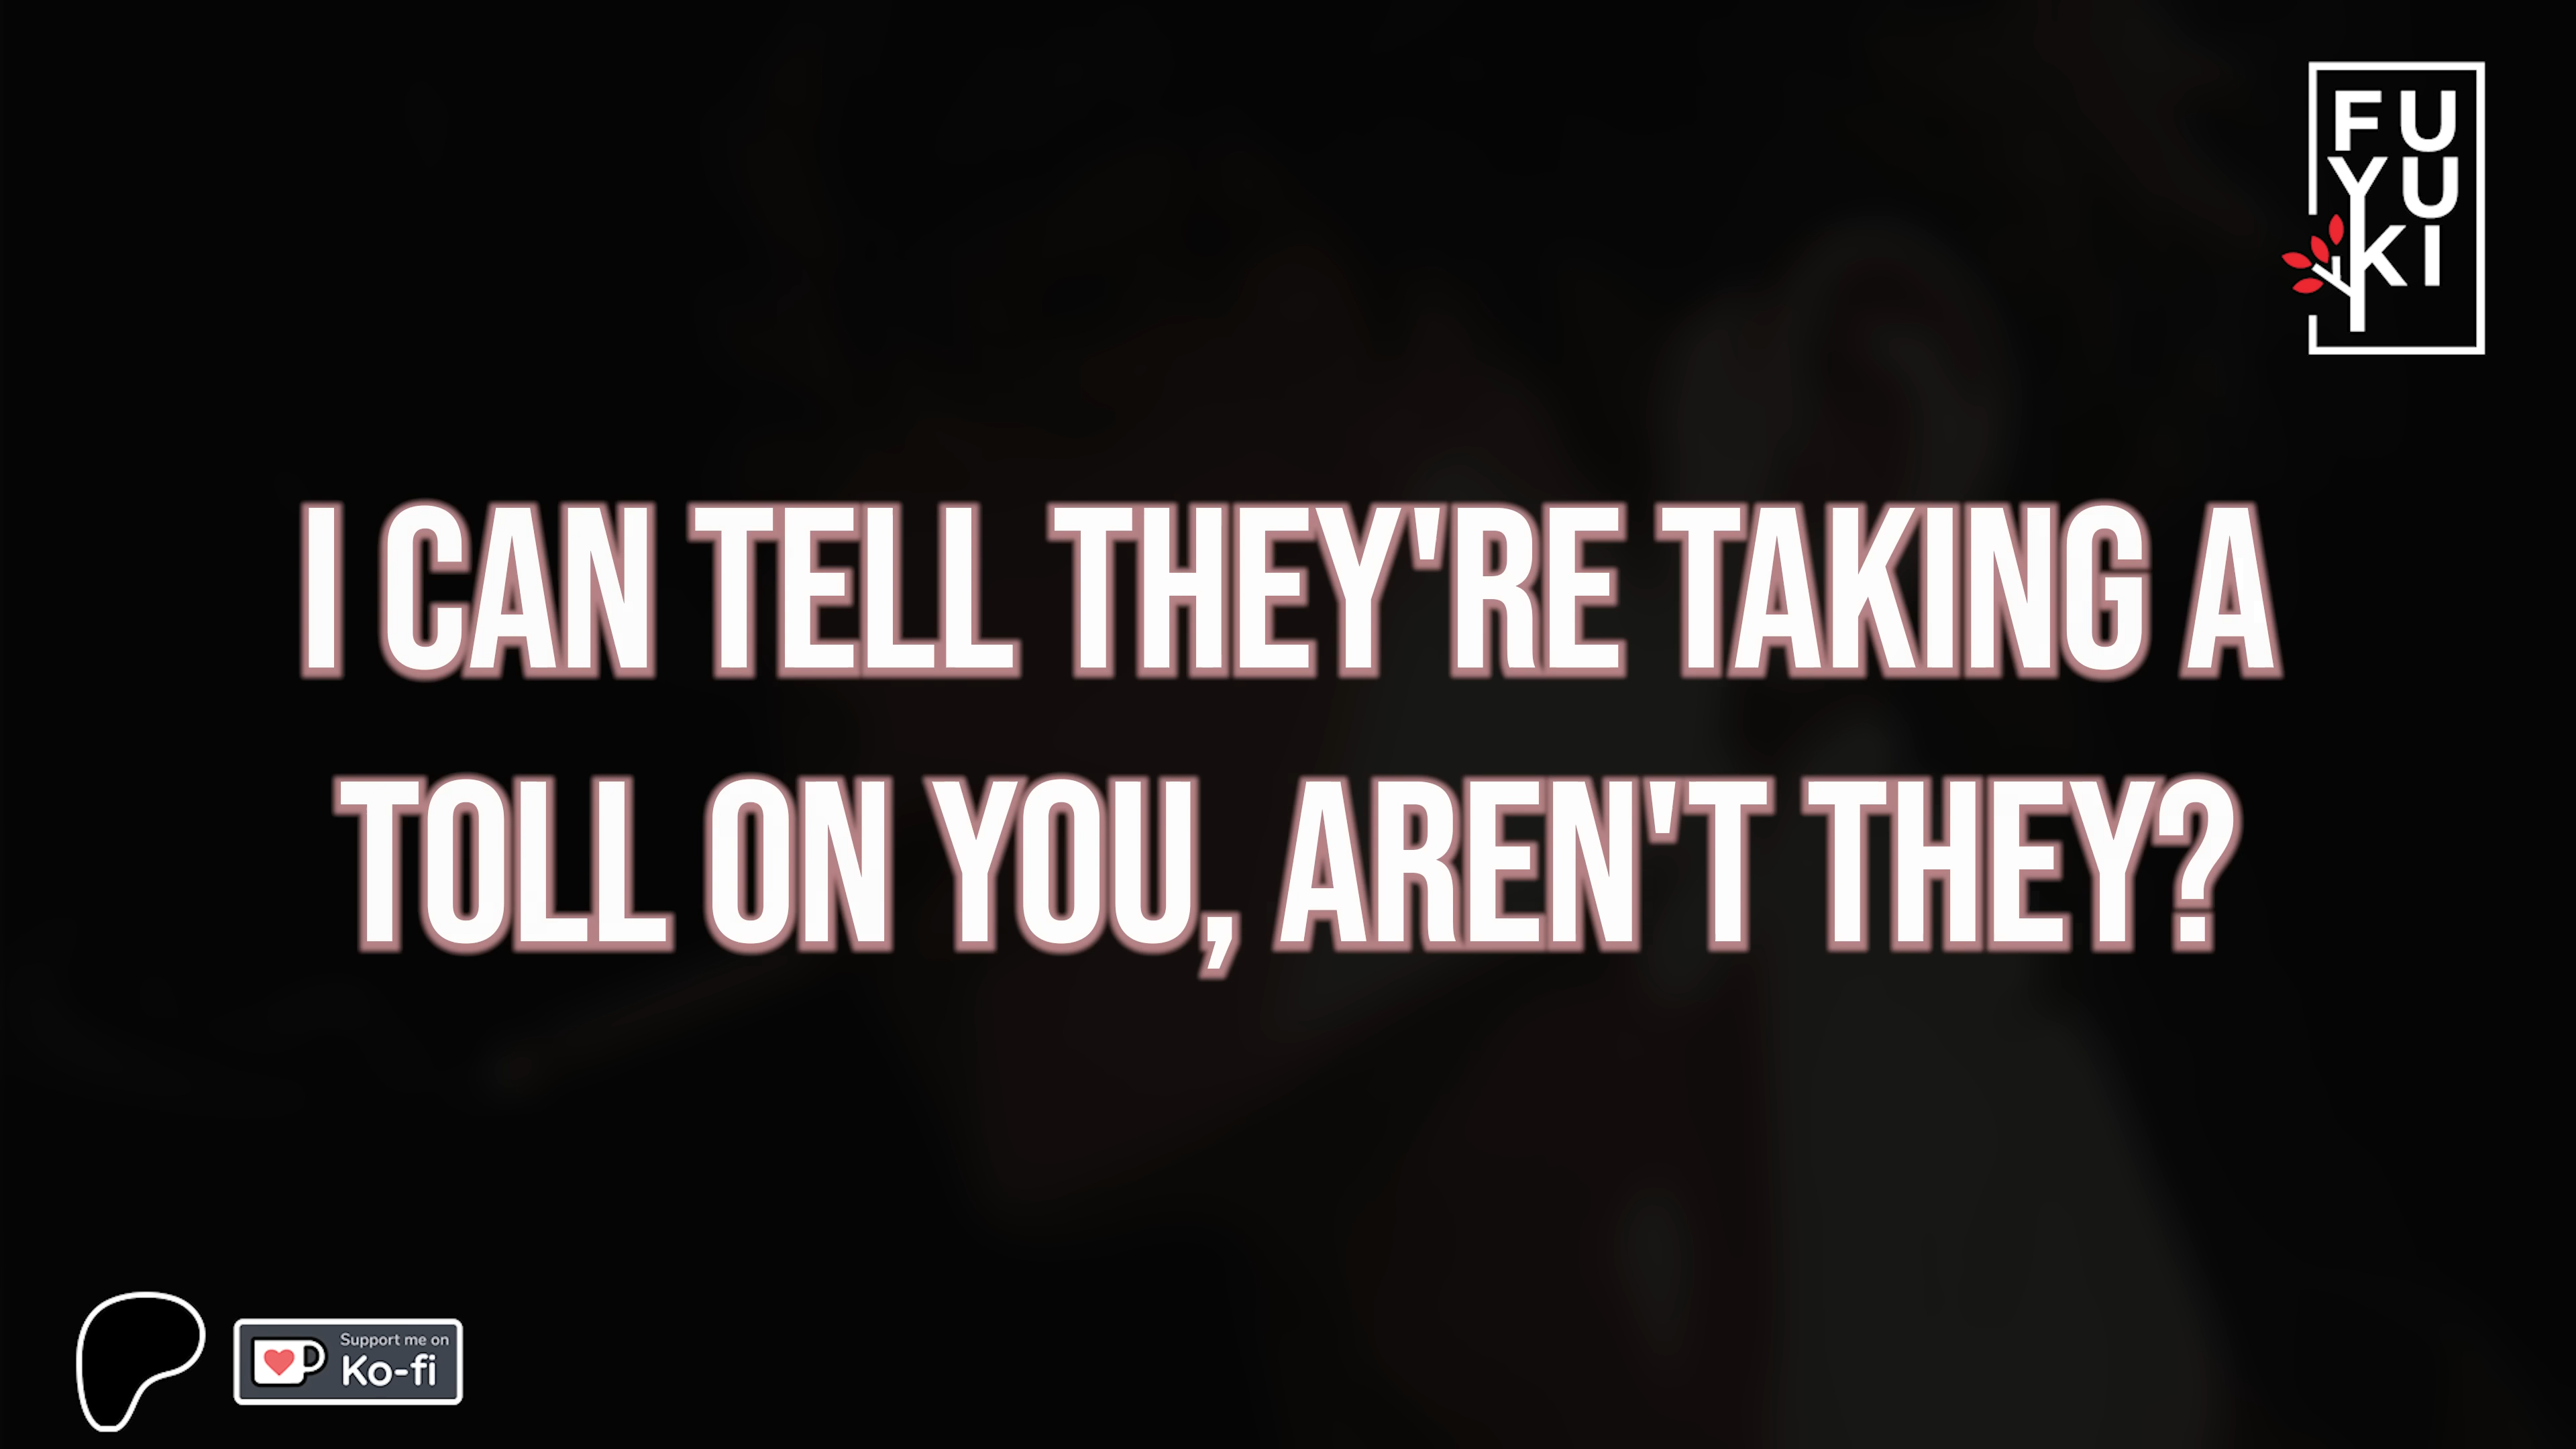 FU
YU
KI
I CAN TELL THEY'RE TAKING A
TOLL ON YOU, AREN'T THEY?
Support me on
Ko-fi